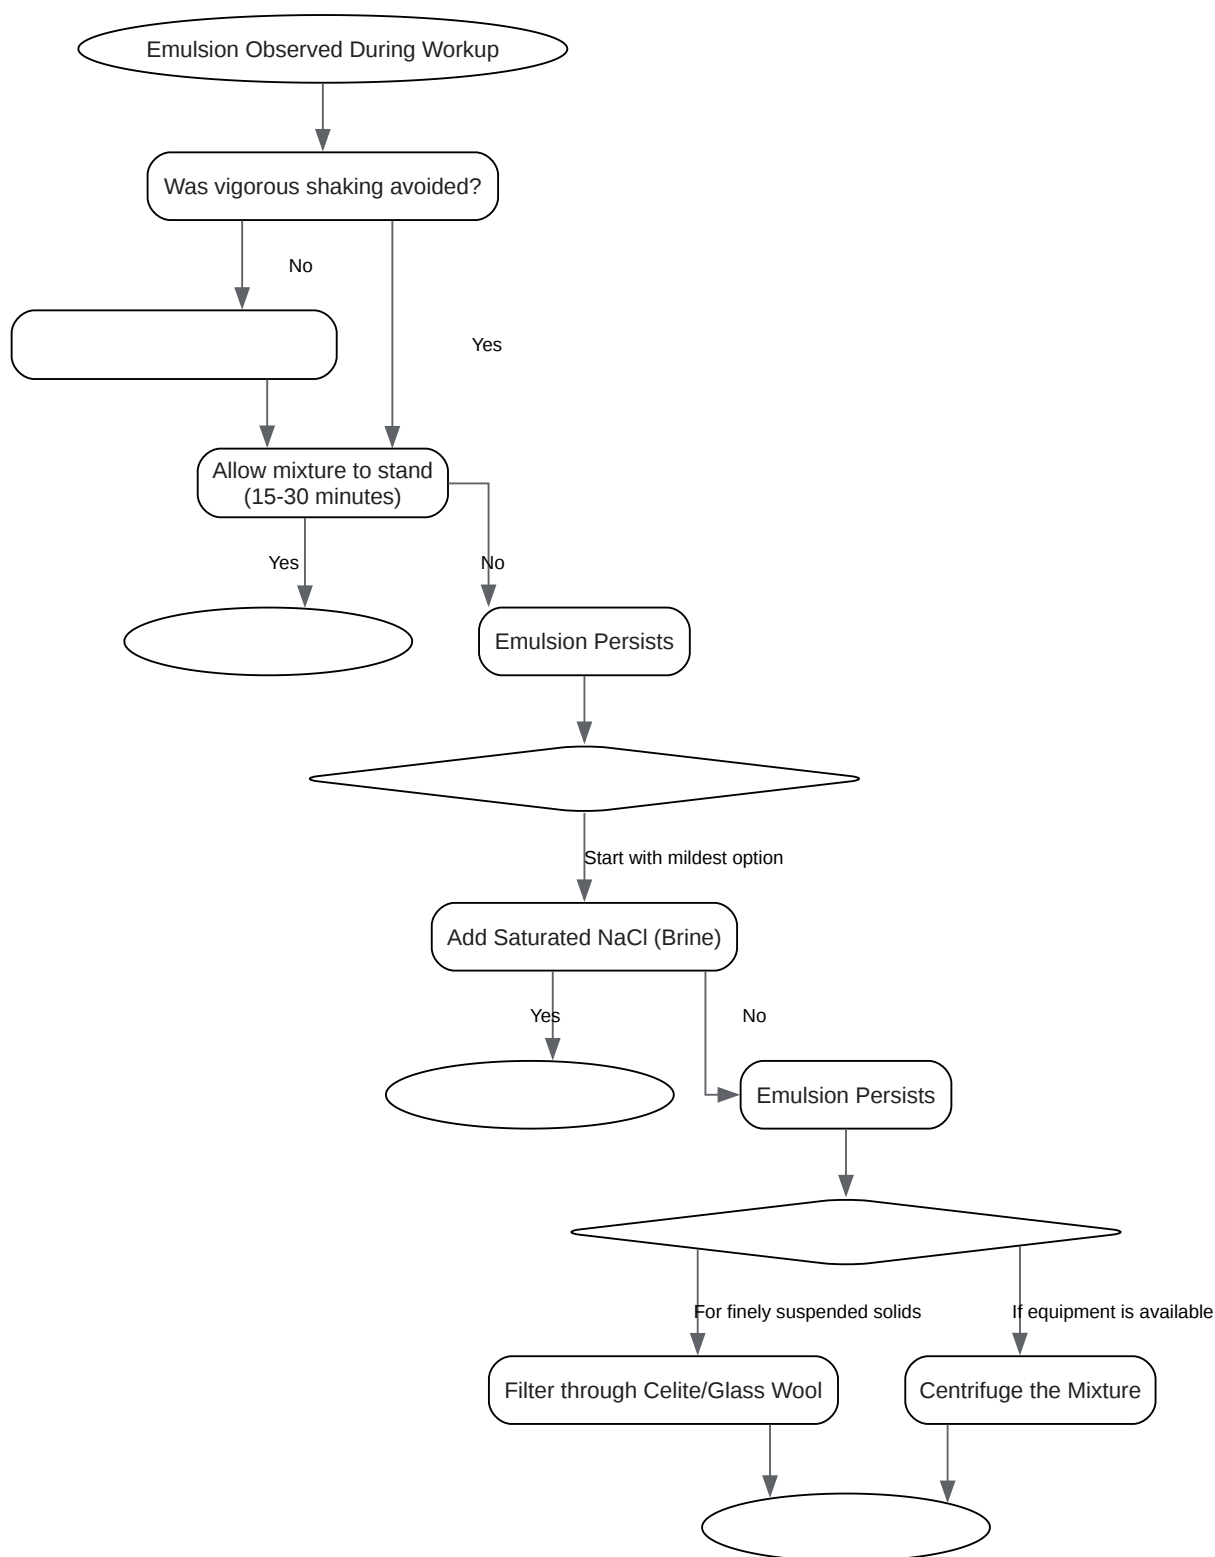 Emulsion Observed During Workup
Was vigorous shaking avoided?
No
Yes
Allow mixture to stand
(15-30 minutes)
Yes
No
Emulsion Persists
Start with mildest option
Add Saturated NaCl (Brine)
Yes
No
Emulsion Persists
For finely suspended solids
If equipment is available
Filter through Celite/Glass Wool
Centrifuge the Mixture